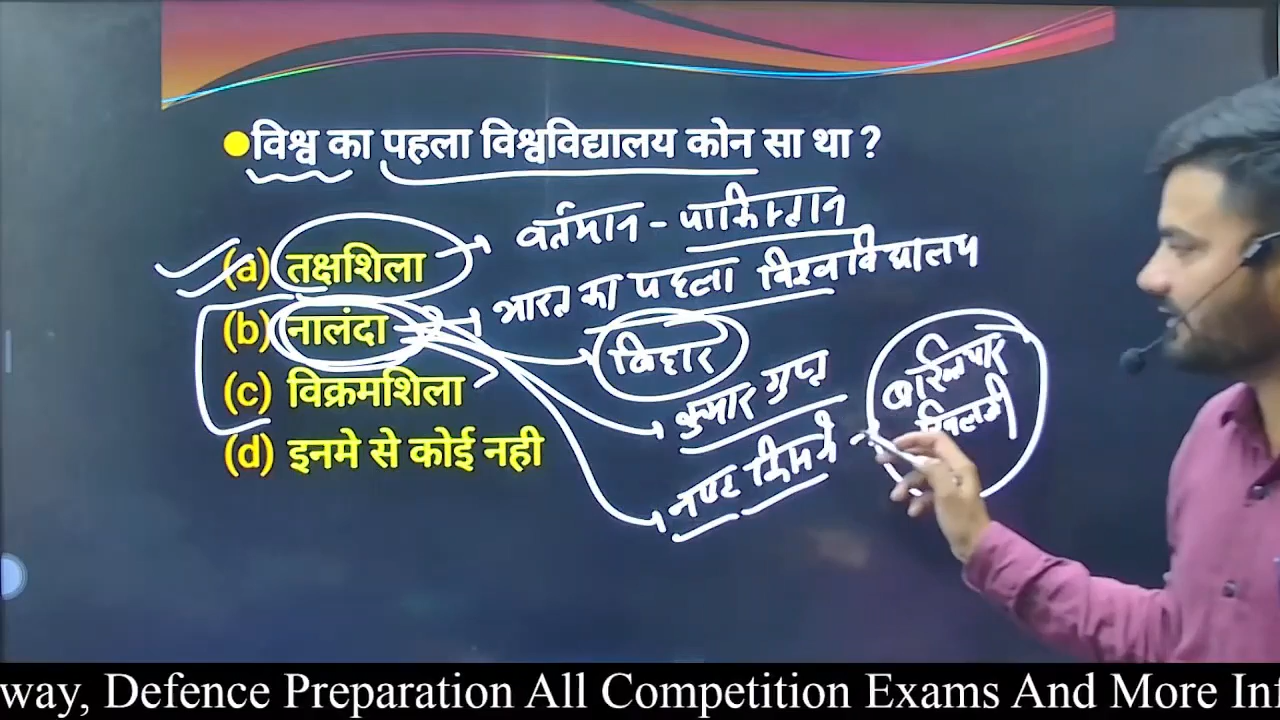 ●विश्व का पहला विश्वविद्यालय कोन सा था ?
(a) तक्षशिला → वर्तमान - पाकिस्तान
(b) नालंदा → भारत का पहला विश्वविद्यालय
बिहार
(c) विक्रमशिला
कुमार गुप्त
(d) इनमे से कोई नही
नष्ट किसने →
बख्तियार
खिलजी
way, Defence Preparation All Competition Exams And More Inf